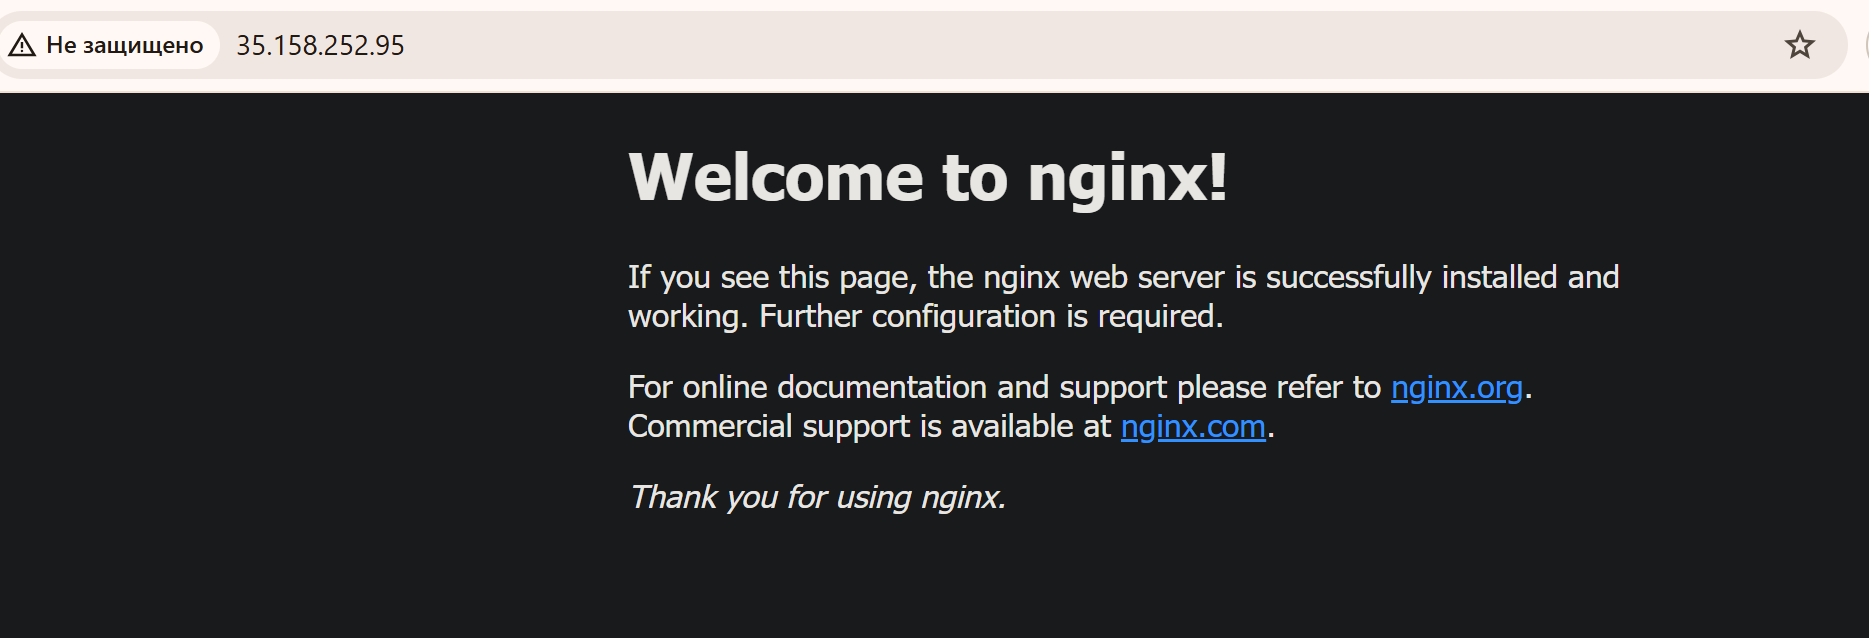 Не защищено 35.158.252.95
Welcome to nginx!
If you see this page, the nginx web server is successfully installed and
working. Further configuration is required.
For online documentation and support please refer to nginx.org.
Commercial support is available at nginx.com.
Thank you for using nginx.